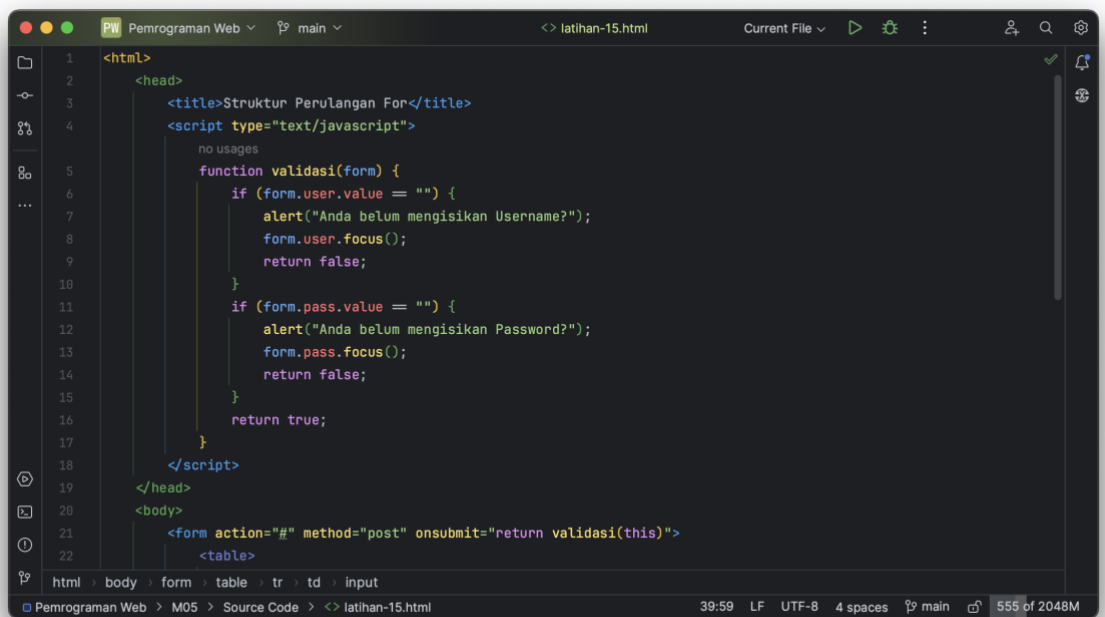 PW Pemrograman Web main <> latihan-15.html Current File
1 <html>
2 <head>
3 <title>Struktur Perulangan For</title>
4 <script type="text/javascript">
no usages
5 function validasi(form) {
6 if (form.user.value == "") {
7 alert("Anda belum mengisikan Username?");
8 form.user.focus();
9 return false;
10 }
11 if (form.pass.value == "") {
12 alert("Anda belum mengisikan Password?");
13 form.pass.focus();
14 return false;
15 }
16 return true;
17 }
18 </script>
19 </head>
20 <body>
21 <form action="#" method="post" onsubmit="return validasi(this)">
22 <table>
html › body › form › table › tr › td › input
Pemrograman Web > M05 > Source Code > <> latihan-15.html 39:59 LF UTF-8 4 spaces main 555 of 2048M